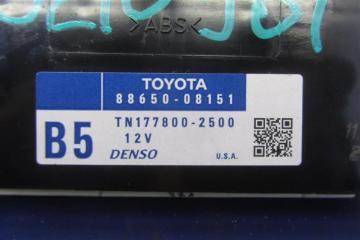 >ABS<
TOYOTA
88650-08151
B5
TN177800-2500
12V
DENSO
U.S.A.